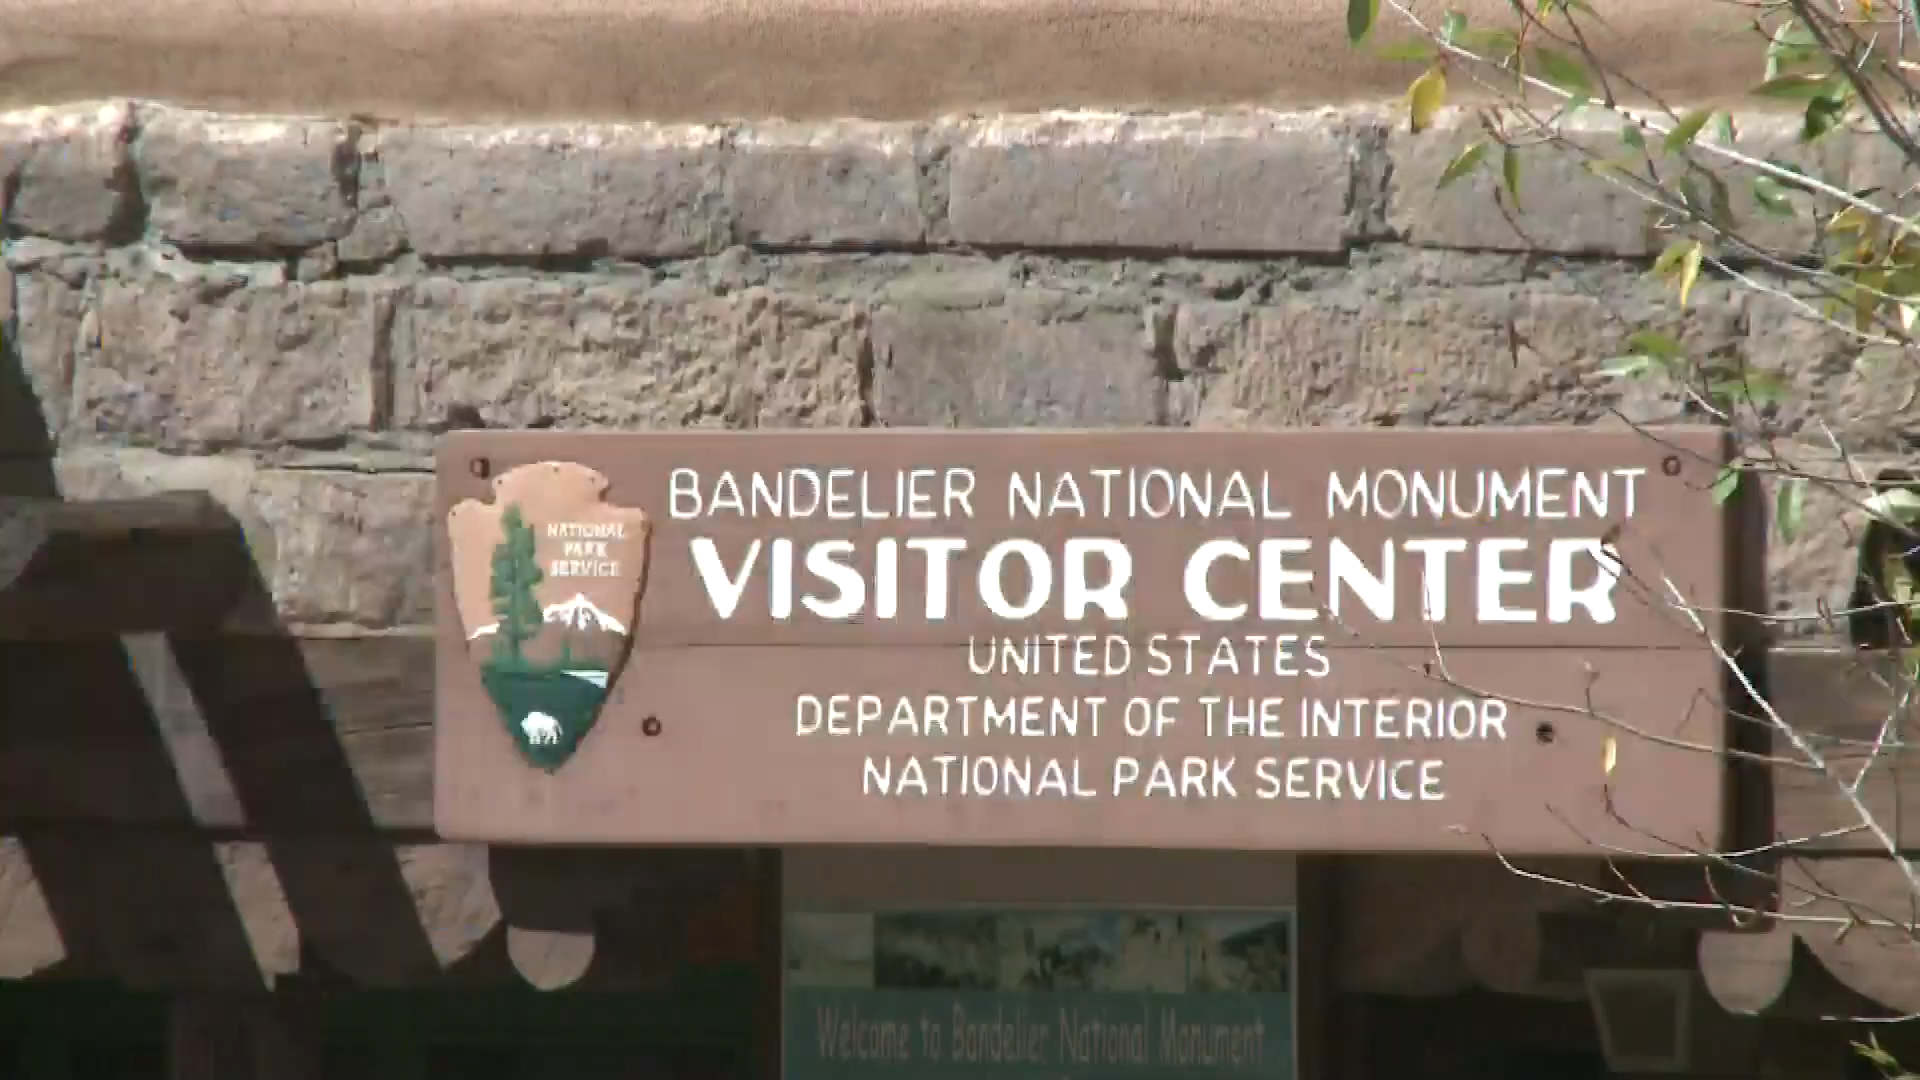 BANDELIER NATIONAL MONUMENT
VISITOR CENTER
UNITED STATES
DEPARTMENT OF THE INTERIOR
NATIONAL PARK SERVICE
NATIONAL
PARK
SERVICE
Welcome to Bandelier National Monument